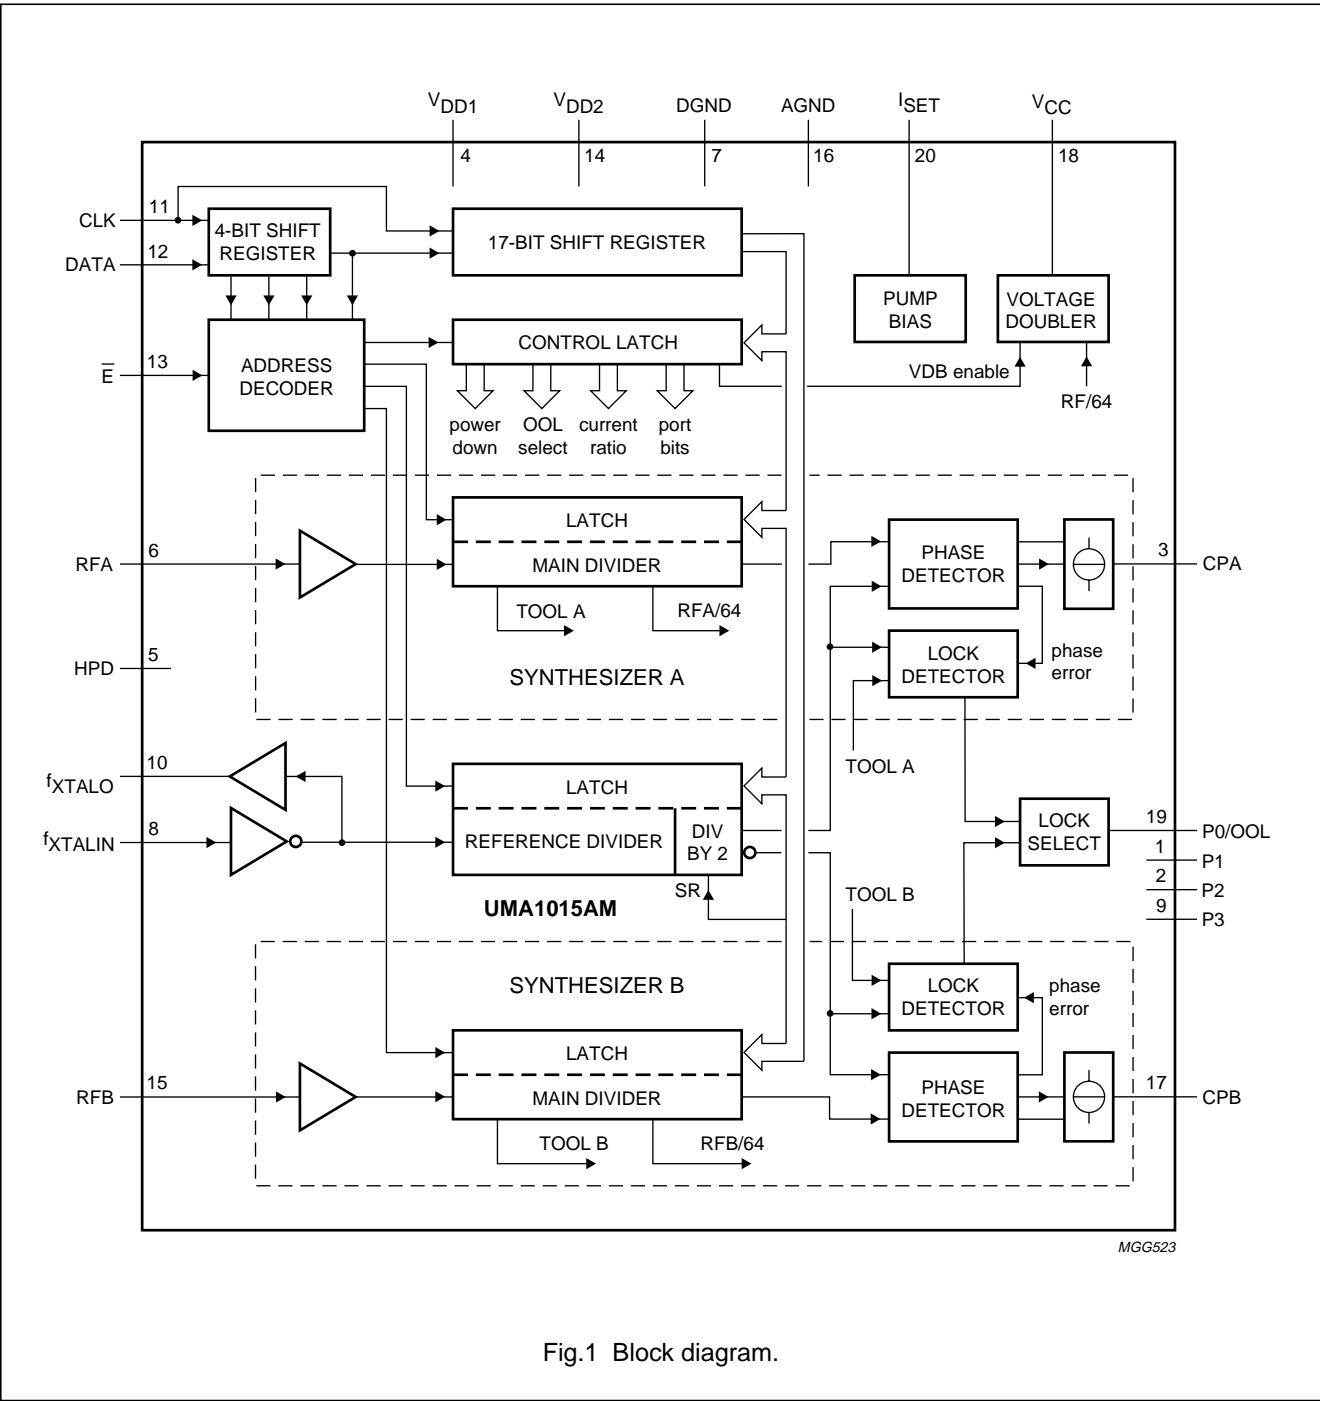 VDD1
VDD2
DGND
AGND
ISET
VCC
4
14
7
16
20
18
CLK
11
4-BIT SHIFT
REGISTER
17-BIT SHIFT REGISTER
DATA
12
PUMP
BIAS
VOLTAGE
DOUBLER
E̅
13
ADDRESS
DECODER
CONTROL LATCH
VDB enable
RF/64
power
down
OOL
select
current
ratio
port
bits
LATCH
MAIN DIVIDER
RFA
6
PHASE
DETECTOR
3
CPA
TOOL A
RFA/64
HPD
5
LOCK
DETECTOR
phase
error
SYNTHESIZER A
TOOL A
fXTALO
10
LATCH
fXTALIN
8
REFERENCE DIVIDER
DIV
BY 2
LOCK
SELECT
19
P0/OOL
1
P1
2
P2
9
P3
SR
TOOL B
UMA1015AM
SYNTHESIZER B
LOCK
DETECTOR
phase
error
LATCH
MAIN DIVIDER
RFB
15
PHASE
DETECTOR
17
CPB
TOOL B
RFB/64
MGG523
Fig.1 Block diagram.